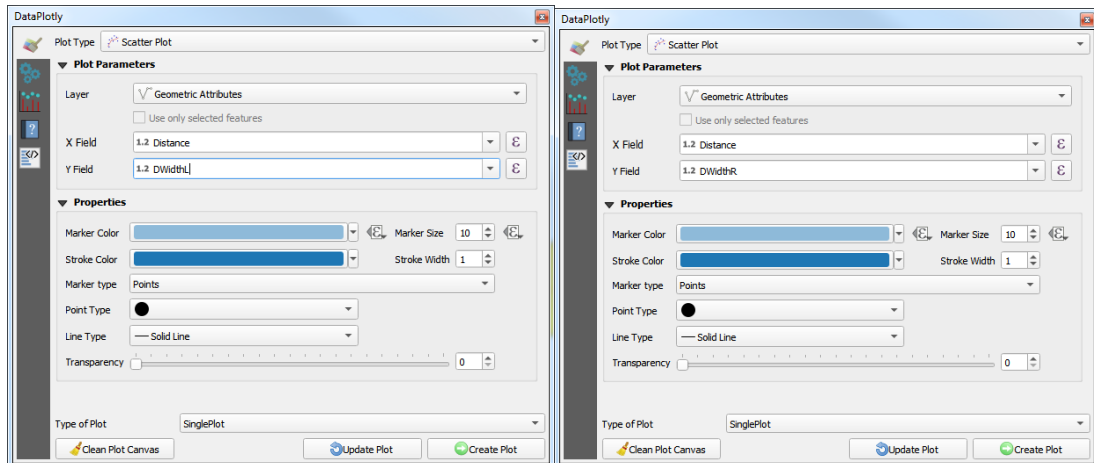 DataPlotly
Plot Type Scatter Plot
Plot Parameters
Layer Geometric Attributes
Use only selected features
X Field 1.2 Distance ε
Y Field 1.2 DWidthL ε
Properties
Marker Color ε Marker Size 10 ε
Stroke Color Stroke Width 1
Marker type Points
Point Type
Line Type Solid Line
Transparency 0
Type of Plot SinglePlot
Clean Plot Canvas Update Plot Create Plot
DataPlotly
Plot Type Scatter Plot
Plot Parameters
Layer Geometric Attributes
Use only selected features
X Field 1.2 Distance ε
Y Field 1.2 DWidthR ε
Properties
Marker Color ε Marker Size 10 ε
Stroke Color Stroke Width 1
Marker type Points
Point Type
Line Type Solid Line
Transparency 0
Type of Plot SinglePlot
Clean Plot Canvas Update Plot Create Plot